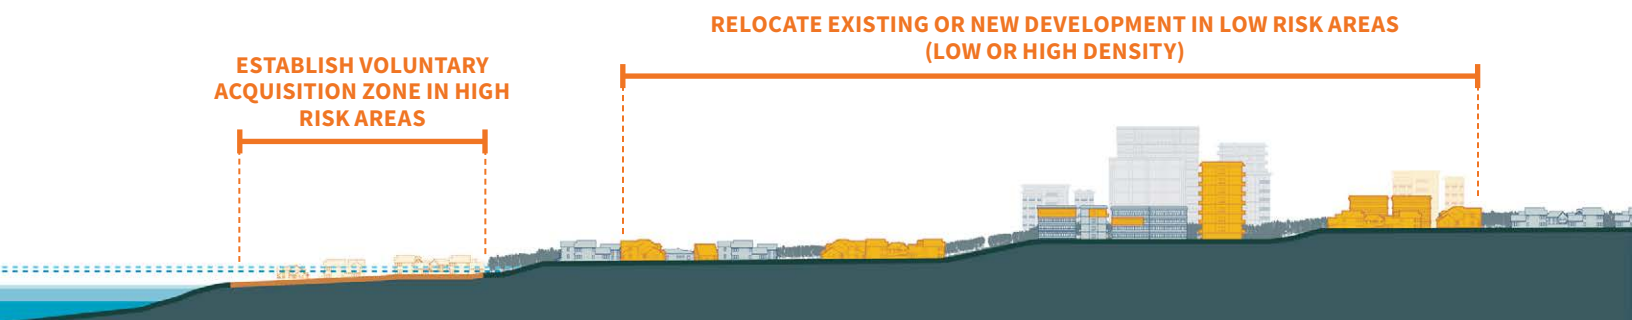 RELOCATE EXISTING OR NEW DEVELOPMENT IN LOW RISK AREAS
(LOW OR HIGH DENSITY)
ESTABLISH VOLUNTARY
ACQUISITION ZONE IN HIGH
RISK AREAS